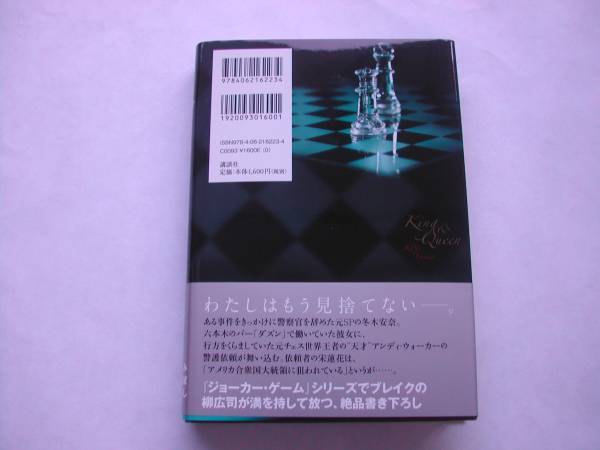 9784062162234
1920093016001
ISBN978-4-06-216223-4
C0093 ¥1600E (0)
講談社
定価:本体1,600円(税別)
King &
Queen
わたしはもう見捨てない――。
ある事件をきっかけに警察官を辞めた元SPの冬木安奈。
六本木のバー「ダズン」で働いていた彼女に、
行方をくらましていた元チェス世界王者の“天才”アンディ・ウォーカーの
警護依頼が舞い込む。依頼者の宋蓮花は、
「アメリカ合衆国大統領に狙われている」というが……。
『ジョーカー・ゲーム』シリーズでブレイクの
柳広司が満を持して放つ、絶品書き下ろし